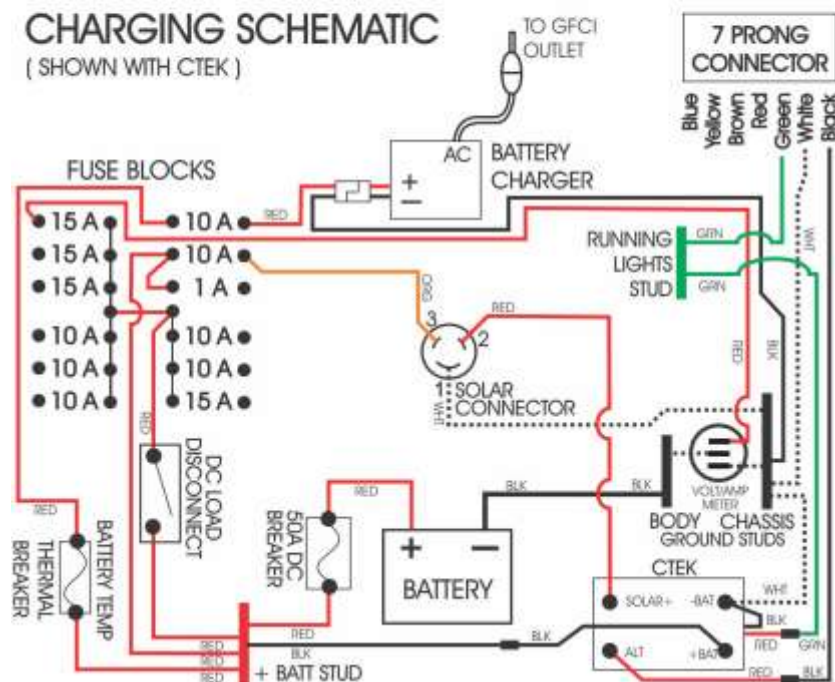 CHARGING SCHEMATIC
( SHOWN WITH CTEK )
TO GFCI
OUTLET
7 PRONG
CONNECTOR
Blue
Yellow
Brown
Red
Green
White
Black
FUSE BLOCKS
AC
+
−
BATTERY
CHARGER
15 A
10 A
RED
15 A
10 A
15 A
1 A
10 A
10 A
10 A
10 A
10 A
15 A
ORG
RUNNING
LIGHTS
STUD
GRN
GRN
WHT
3
2
1
RED
SOLAR
CONNECTOR
WHT
RED
BLK
RED
DC LOAD
DISCONNECT
RED
BATTERY TEMP
THERMAL
BREAKER
50A DC
BREAKER
RED
+
−
BATTERY
BLK
BLK
VOLT/AMP
METER
BODY
CHASSIS
GROUND STUDS
CTEK
SOLAR+
-BAT
ALT
+BAT
WHT
BLK
RED
GRN
RED
BLK
RED
BLK
RED
RED
RED
BLK
+ BATT STUD